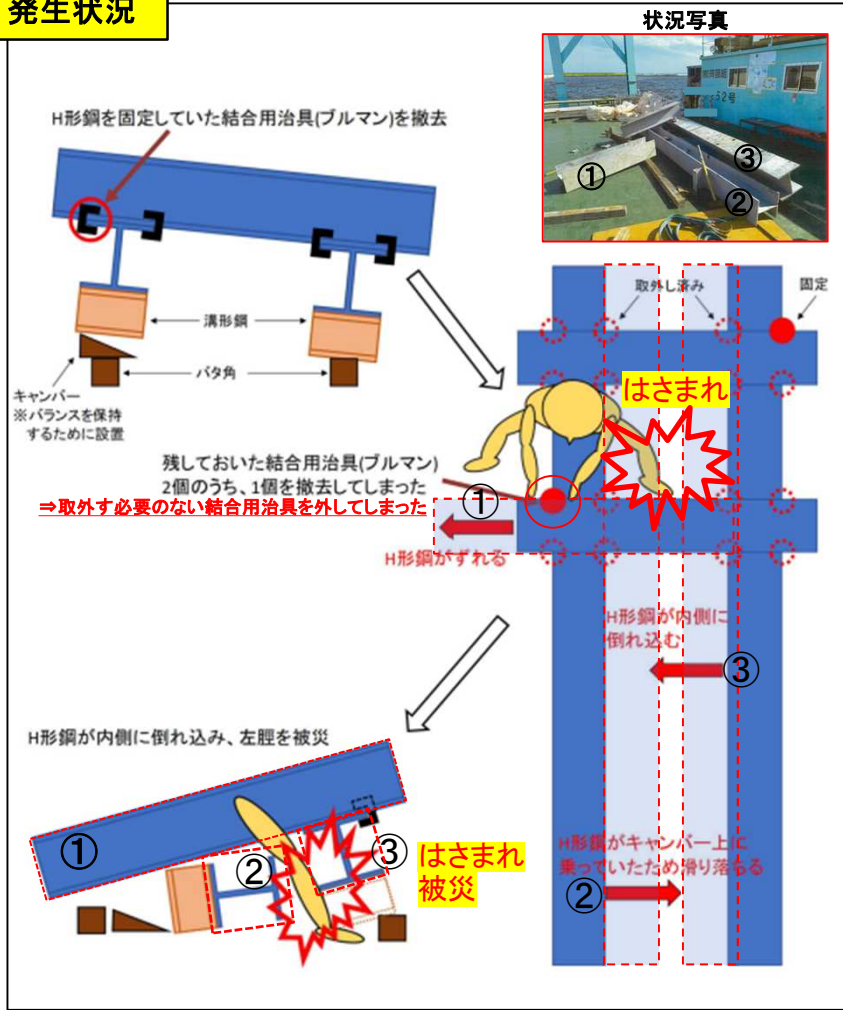 発生状況
状況写真
52号
①
③
②
H形鋼を固定していた結合用治具(ブルマン)を撤去
溝形鋼
バタ角
キャンバー
※バランスを保持
するために設置
取外し済み
固定
はさまれ
残しておいた結合用治具(ブルマン)
2個のうち、1個を撤去してしまった
⇒取外す必要のない結合用治具を外してしまった
①
H形鋼がずれる
H形鋼が内側に
倒れ込む
③
H形鋼がキャンバー上に
乗っていたため滑り落ちる
②
H形鋼が内側に倒れ込み、左脛を被災
①
②
③
はさまれ
被災